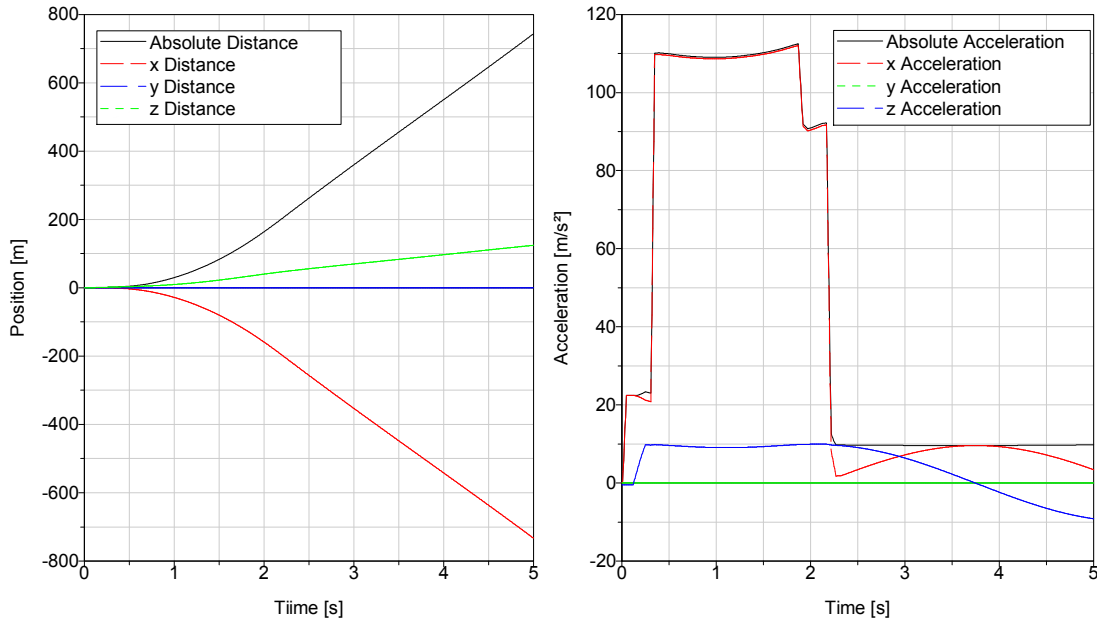 800
600
400
200
0
-200
-400
-600
-800
Position [m]
Absolute Distance
x Distance
y Distance
z Distance
0
1
2
3
4
5
Tiime [s]
120
100
80
60
40
20
0
-20
Acceleration [m/s²]
Absolute Acceleration
x Acceleration
y Acceleration
z Acceleration
0
1
2
3
4
5
Time [s]